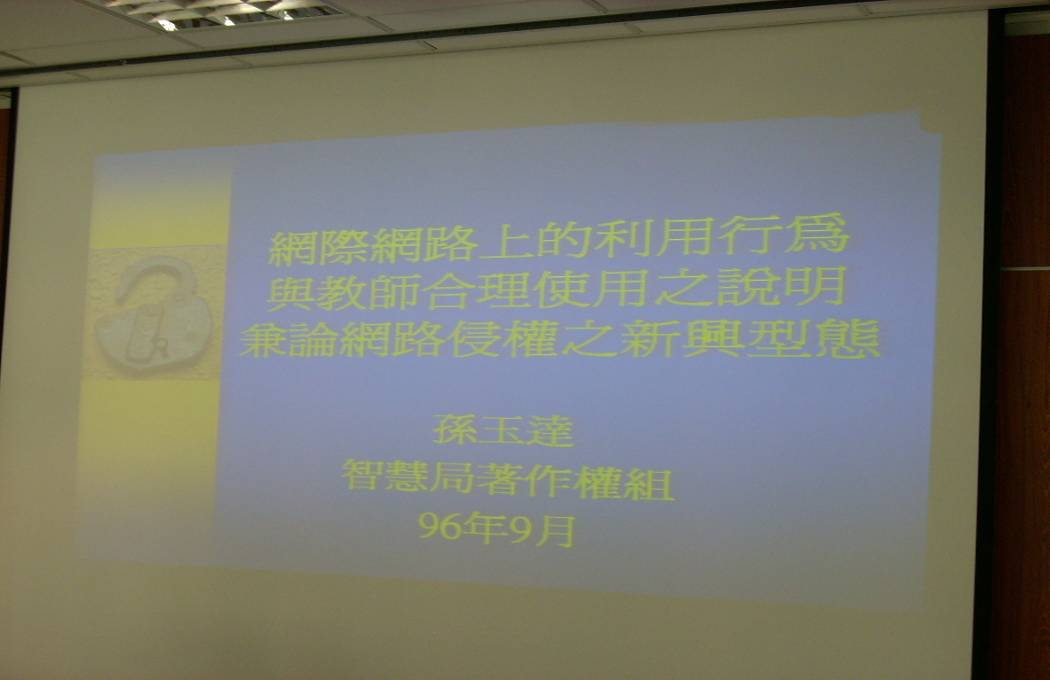 網際網路上的利用行為
與教師合理使用之說明
兼論網路侵權之新興型態
孫玉達
智慧局著作權組
96年9月